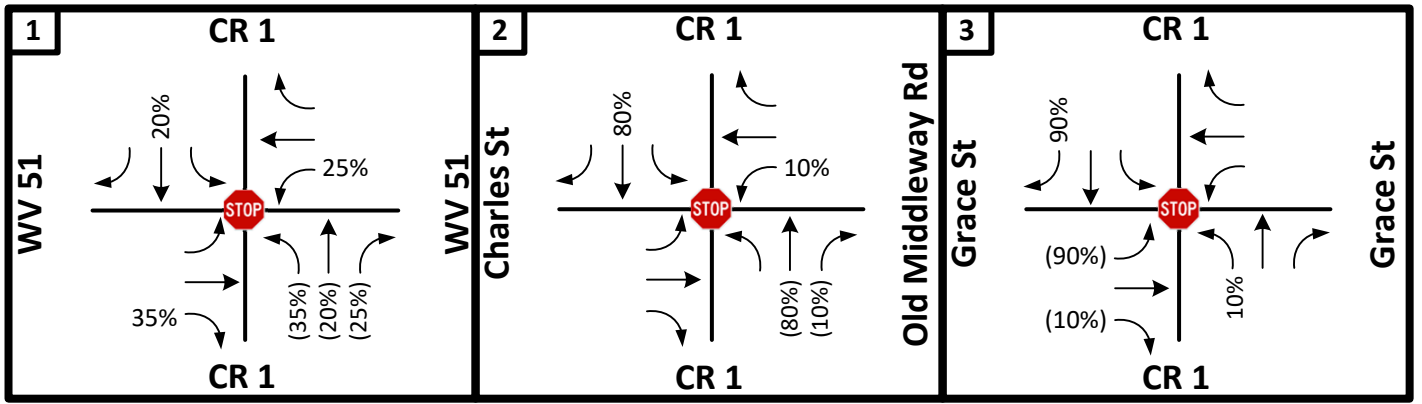 1
CR 1
20%
25%
WV 51
WV 51
STOP
35%
(35%)
(20%)
(25%)
CR 1
2
CR 1
80%
10%
Charles St
Old Middleway Rd
STOP
(80%)
(10%)
CR 1
3
CR 1
90%
Grace St
Grace St
STOP
(90%)
(10%)
10%
CR 1